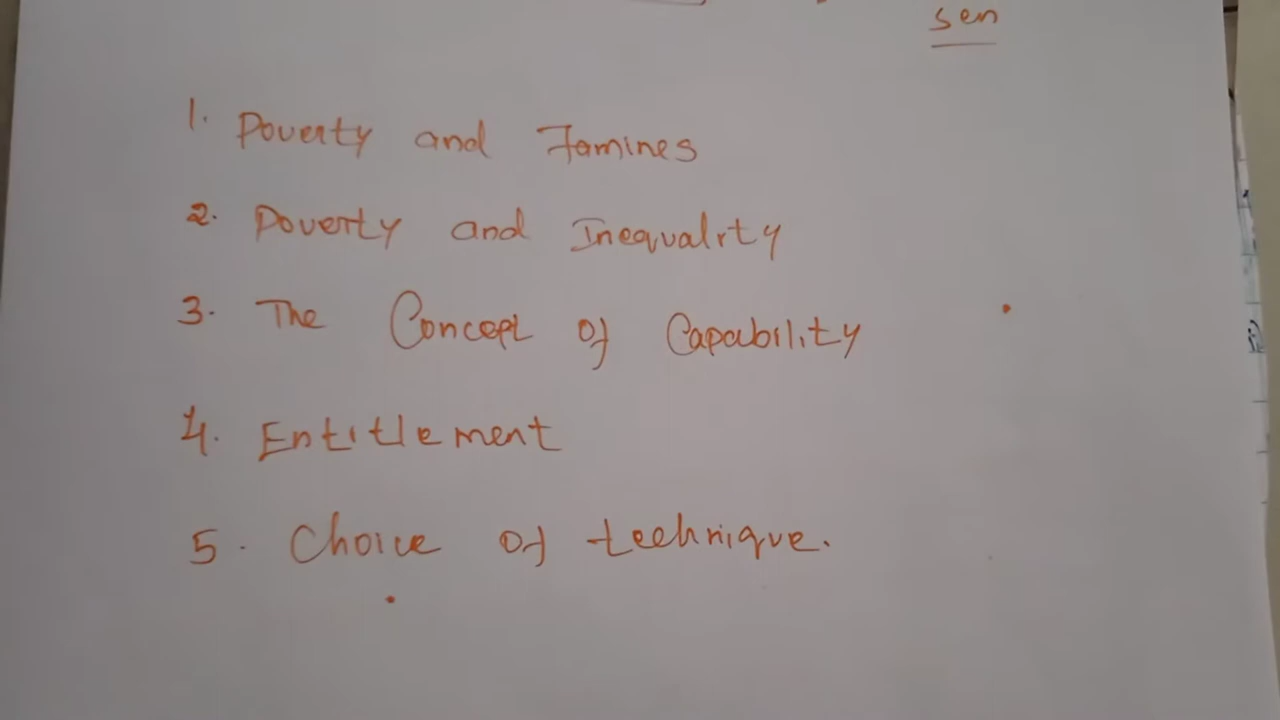 sen
1. Poverty and Famines
2. Poverty and Inequality
3. The Concept of Capability
4. Entitlement
5. Choice of technique.